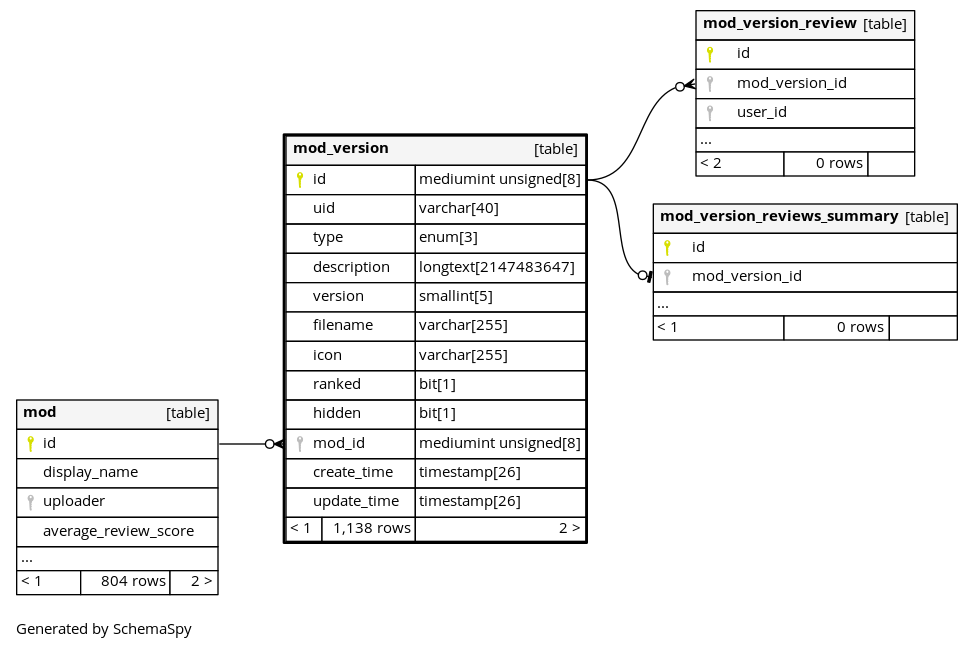 mod_version_review [table]
id
mod_version_id
user_id
...
< 2 0 rows
mod_version [table]
id mediumint unsigned[8]
uid varchar[40]
type enum[3]
description longtext[2147483647]
version smallint[5]
filename varchar[255]
icon varchar[255]
ranked bit[1]
hidden bit[1]
mod_id mediumint unsigned[8]
create_time timestamp[26]
update_time timestamp[26]
< 1 1,138 rows 2 >
mod_version_reviews_summary [table]
id
mod_version_id
...
< 1 0 rows
mod [table]
id
display_name
uploader
average_review_score
...
< 1 804 rows 2 >
Generated by SchemaSpy